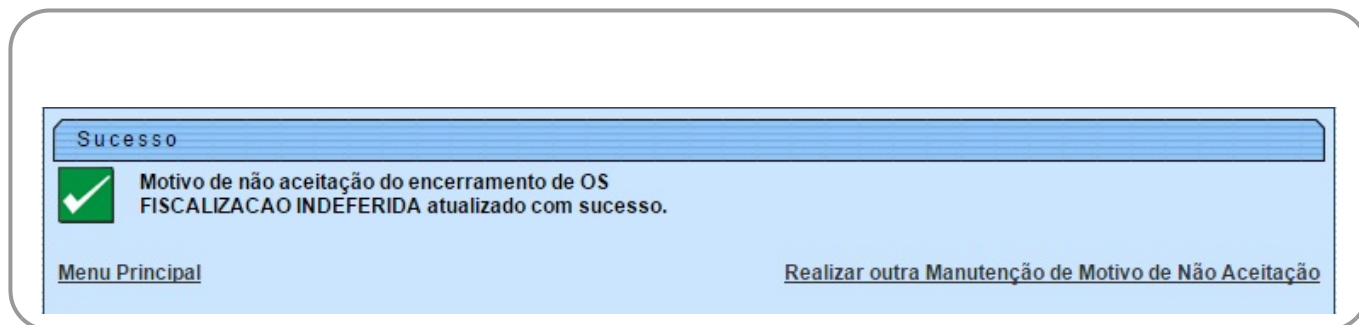 Sucesso
Motivo de não aceitação do encerramento de OS
FISCALIZACAO INDEFERIDA atualizado com sucesso.
Menu Principal
Realizar outra Manutenção de Motivo de Não Aceitação